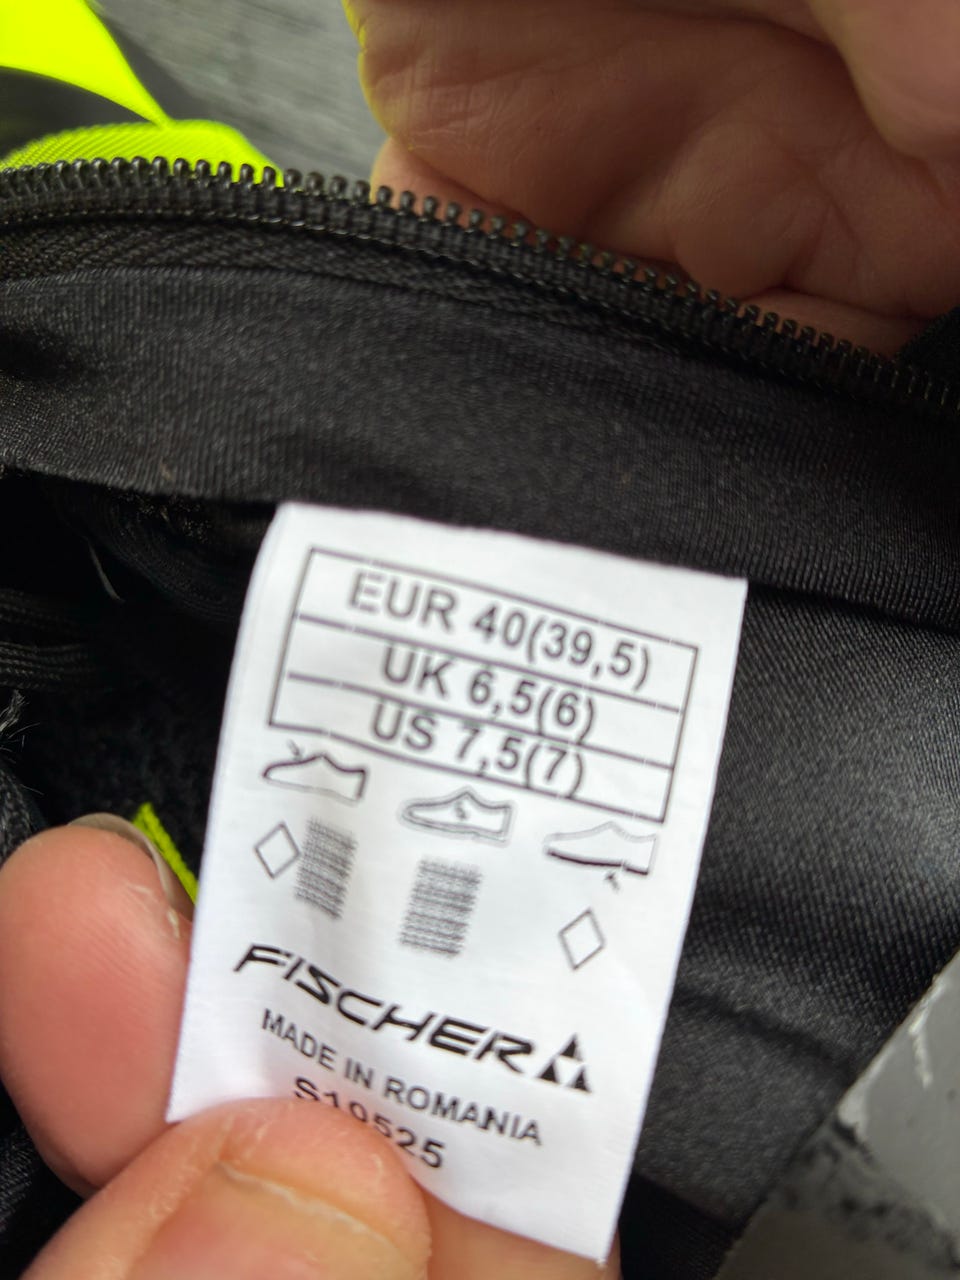 EUR 40(39,5)
UK 6,5(6)
US 7,5(7)
FISCHER
MADE IN ROMANIA
S19525